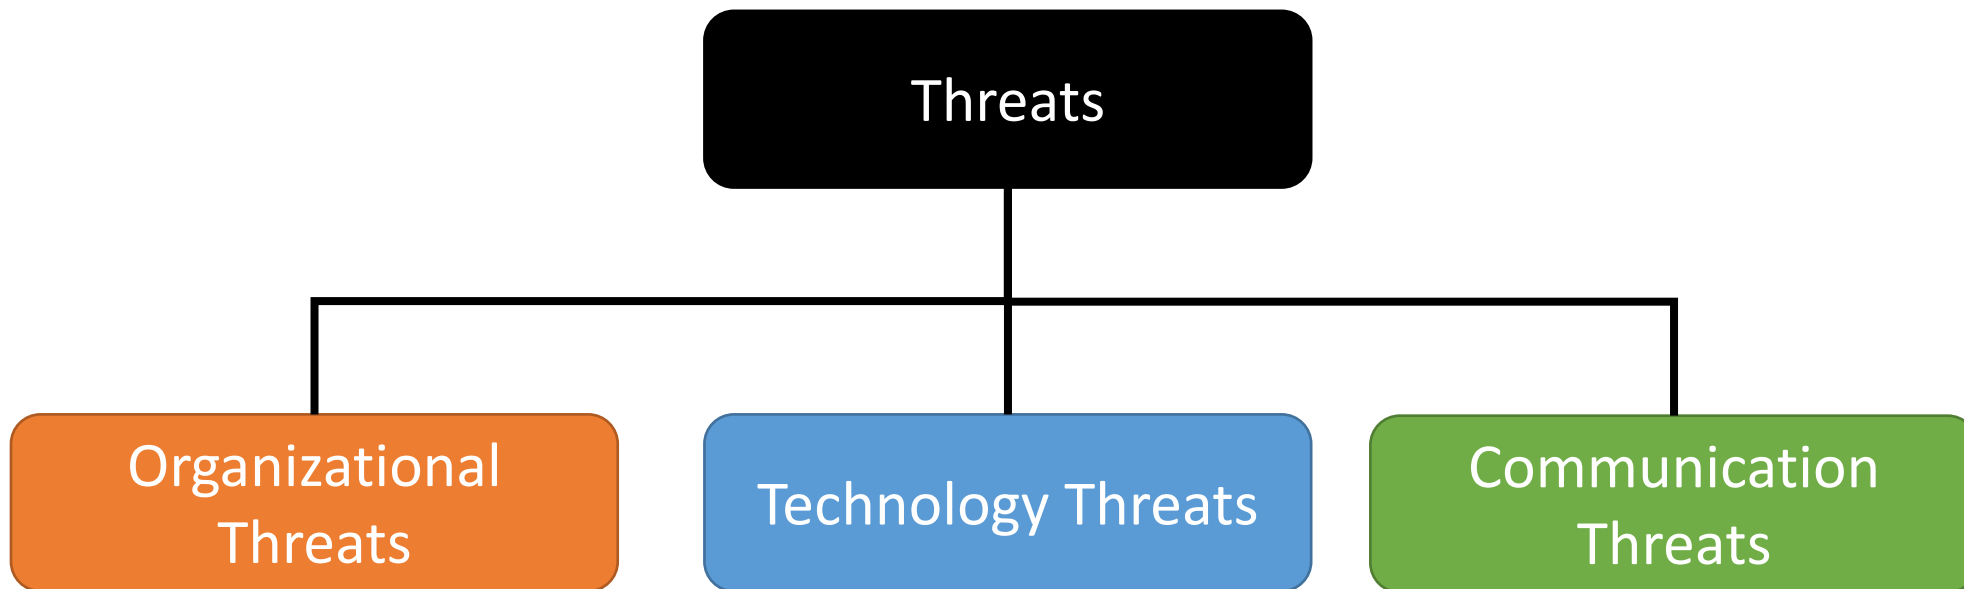 Threats
Organizational
Threats
Technology Threats
Communication
Threats